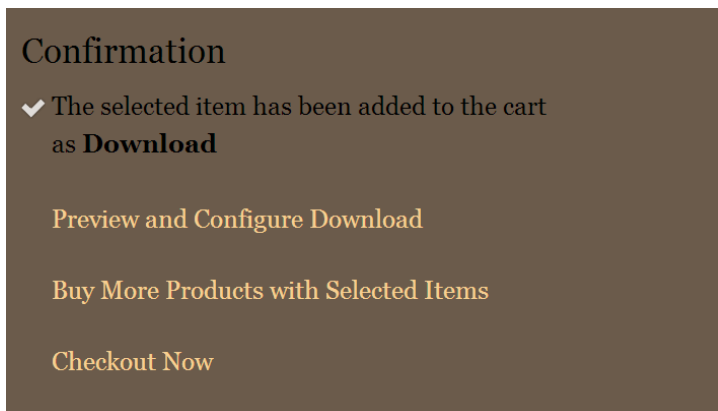 Confirmation
The selected item has been added to the cart
as Download
Preview and Configure Download
Buy More Products with Selected Items
Checkout Now